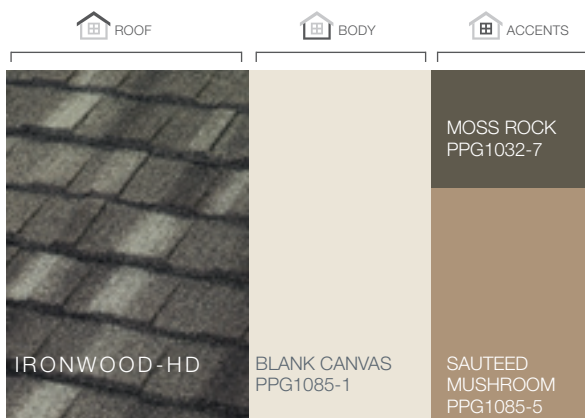 ROOF
BODY
ACCENTS
MOSS ROCK
PPG1032-7
IRONWOOD-HD
BLANK CANVAS
PPG1085-1
SAUTEED
MUSHROOM
PPG1085-5